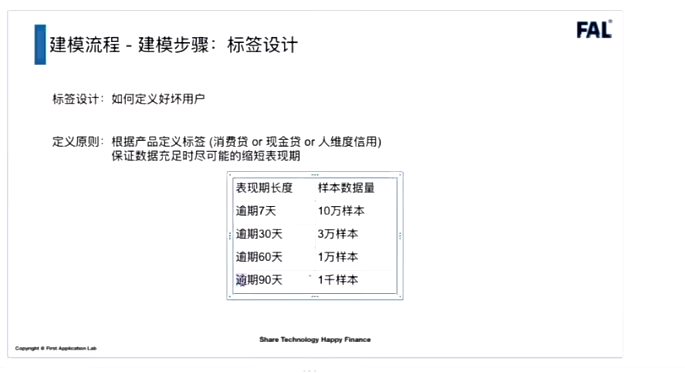 建模流程 - 建模步骤：标签设计
FAL
标签设计：如何定义好坏用户
定义原则：根据产品定义标签 (消费贷 or 现金贷 or 人维度信用)
保证数据充足时尽可能的缩短表现期
表现期长度 样本数据量
逾期7天 10万样本
逾期30天 3万样本
逾期60天 1万样本
逾期90天 1千样本
Share Technology Happy Finance
Copyright @ First Application Lab